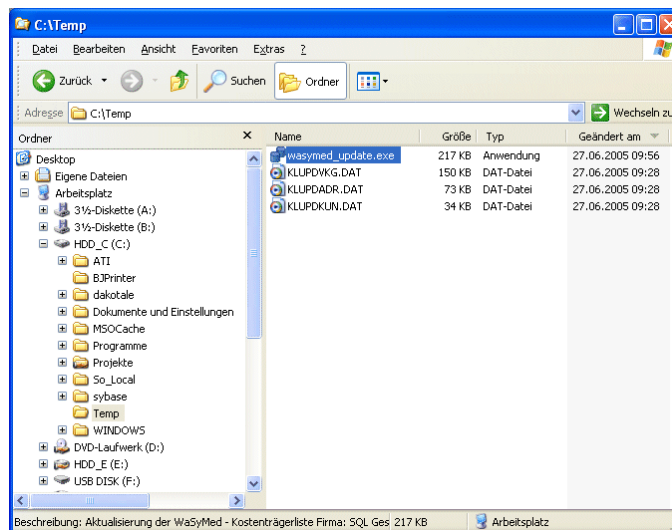 C:\Temp
Datei Bearbeiten Ansicht Favoriten Extras ?
Zurück Suchen Ordner
Adresse C:\Temp Wechseln zu
Ordner Name Größe Typ Geändert am
Desktop wasymed_update.exe 217 KB Anwendung 27.06.2005 09:56
Eigene Dateien KLUPDVKG.DAT 150 KB DAT-Datei 27.06.2005 09:28
Arbeitsplatz KLUPDADR.DAT 73 KB DAT-Datei 27.06.2005 09:28
3½-Diskette (A:) KLUPDKUN.DAT 34 KB DAT-Datei 27.06.2005 09:28
3½-Diskette (B:)
HDD_C (C:)
ATI
BJPrinter
dakotale
Dokumente und Einstellungen
MSOCache
Programme
Projekte
So_Local
sybase
Temp
WINDOWS
DVD-Laufwerk (D:)
HDD_E (E:)
USB DISK (F:)
Beschreibung: Aktualisierung der WaSyMed - Kostenträgerliste Firma: SQL Ges 217 KB Arbeitsplatz